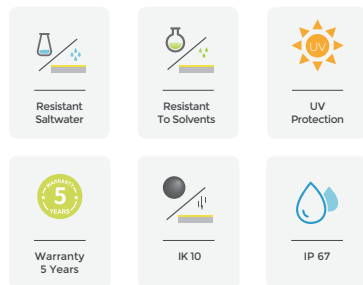 UV
Resistant
Saltwater
Resistant
To Solvents
UV
Protection
WARRANTY
5
YEARS
Warranty
5 Years
IK 10
IP 67